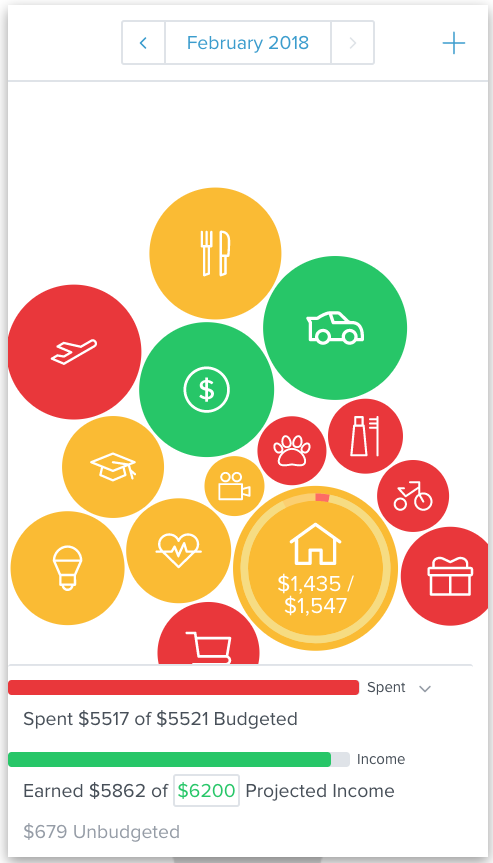 February 2018
$
$1,435 /
$1,547
Spent
Spent $5517 of $5521 Budgeted
Income
Earned $5862 of $6200 Projected Income
$679 Unbudgeted